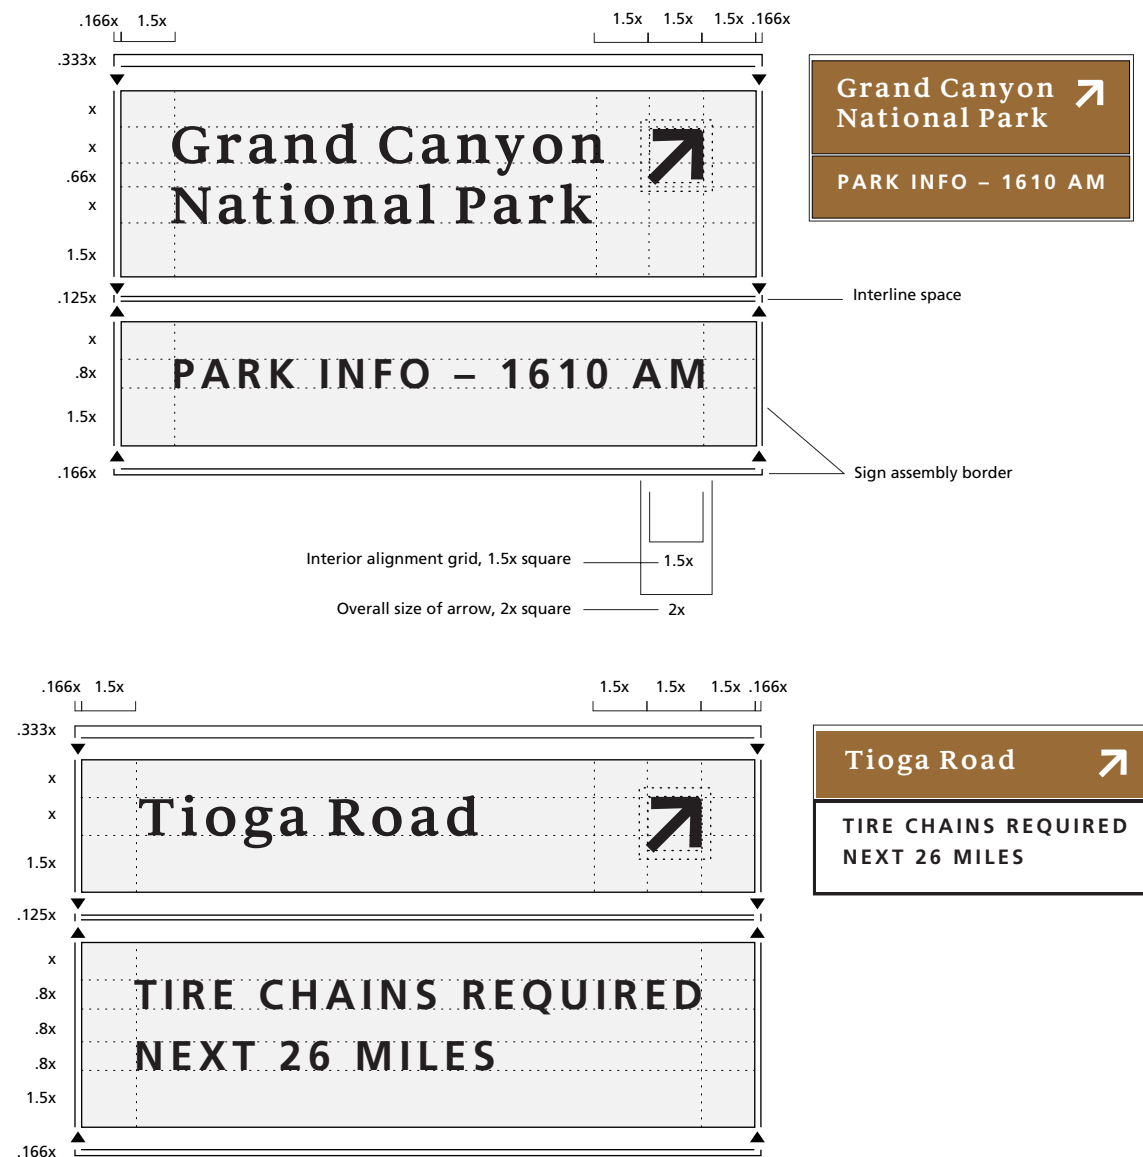 .166x 1.5x 1.5x 1.5x 1.5x .166x
.333x
x
x
.66x
x
1.5x
.125x
x
.8x
1.5x
.166x
Grand Canyon
National Park
PARK INFO – 1610 AM
Grand Canyon
National Park
PARK INFO – 1610 AM
Interline space
Sign assembly border
Interior alignment grid, 1.5x square
1.5x
Overall size of arrow, 2x square
2x
.166x 1.5x 1.5x 1.5x 1.5x .166x
.333x
x
x
1.5x
.125x
x
.8x
.8x
.8x
1.5x
.166x
Tioga Road
TIRE CHAINS REQUIRED
NEXT 26 MILES
Tioga Road
TIRE CHAINS REQUIRED
NEXT 26 MILES